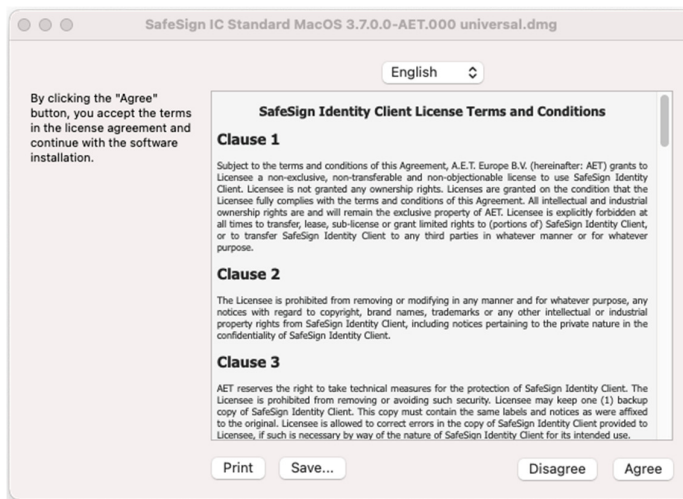 SafeSign IC Standard MacOS 3.7.0.0-AET.000 universal.dmg
English
By clicking the "Agree"
button, you accept the terms
in the license agreement and
continue with the software
installation.
SafeSign Identity Client License Terms and Conditions
Clause 1
Subject to the terms and conditions of this Agreement, A.E.T. Europe B.V. (hereinafter: AET) grants to
Licensee a non-exclusive, non-transferable and non-objectionable license to use SafeSign Identity
Client. Licensee is not granted any ownership rights. Licenses are granted on the condition that the
Licensee fully complies with the terms and conditions of this Agreement. All intellectual and industrial
ownership rights are and will remain the exclusive property of AET. Licensee is explicitly forbidden at
all times to transfer, lease, sub-license or grant limited rights to (portions of) SafeSign Identity Client,
or to transfer SafeSign Identity Client to any third parties in whatever manner or for whatever
purpose.
Clause 2
The Licensee is prohibited from removing or modifying in any manner and for whatever purpose, any
notices with regard to copyright, brand names, trademarks or any other intellectual or industrial
property rights from SafeSign Identity Client, including notices pertaining to the private nature in the
confidentiality of SafeSign Identity Client.
Clause 3
AET reserves the right to take technical measures for the protection of SafeSign Identity Client. The
Licensee is prohibited from removing or avoiding such security. Licensee may keep one (1) backup
copy of SafeSign Identity Client. This copy must contain the same labels and notices as were affixed
to the original. Licensee is allowed to correct errors in the copy of SafeSign Identity Client provided to
Licensee, if such is necessary by way of the nature of SafeSign Identity Client for its intended use.
Print
Save...
Disagree
Agree